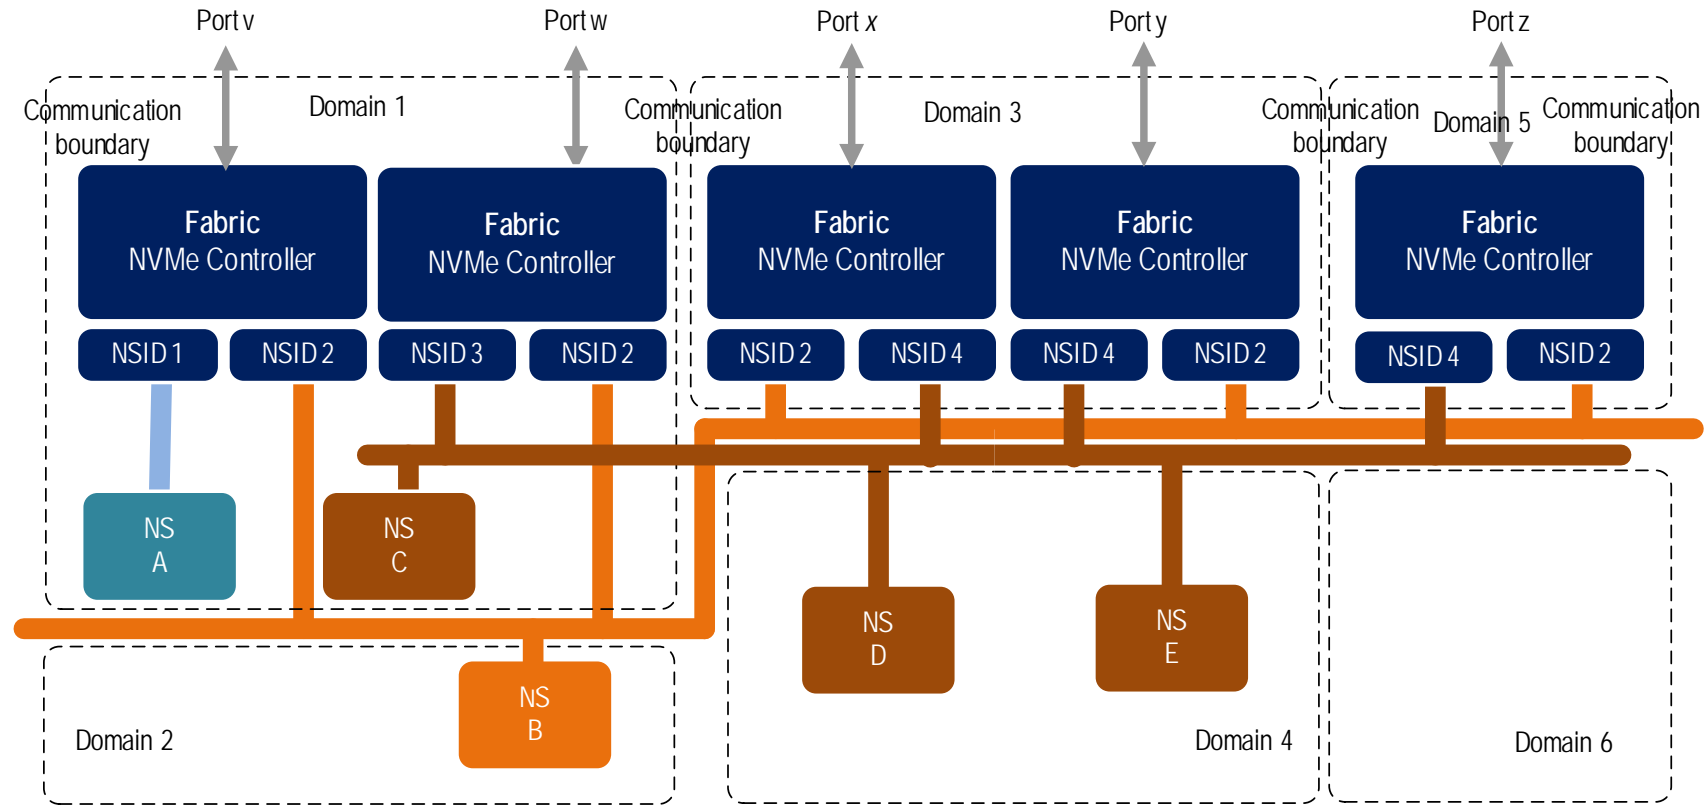 Port v
Port w
Port x
Port y
Port z
Communication
boundary
Domain 1
Communication
boundary
Domain 3
Communication
boundary
Domain 5
Communication
boundary
Fabric
NVMe Controller
Fabric
NVMe Controller
Fabric
NVMe Controller
Fabric
NVMe Controller
Fabric
NVMe Controller
NSID 1
NSID 2
NSID 3
NSID 2
NSID 2
NSID 4
NSID 4
NSID 2
NSID 4
NSID 2
NS
A
NS
C
NS
D
NS
E
NS
B
Domain 2
Domain 4
Domain 6